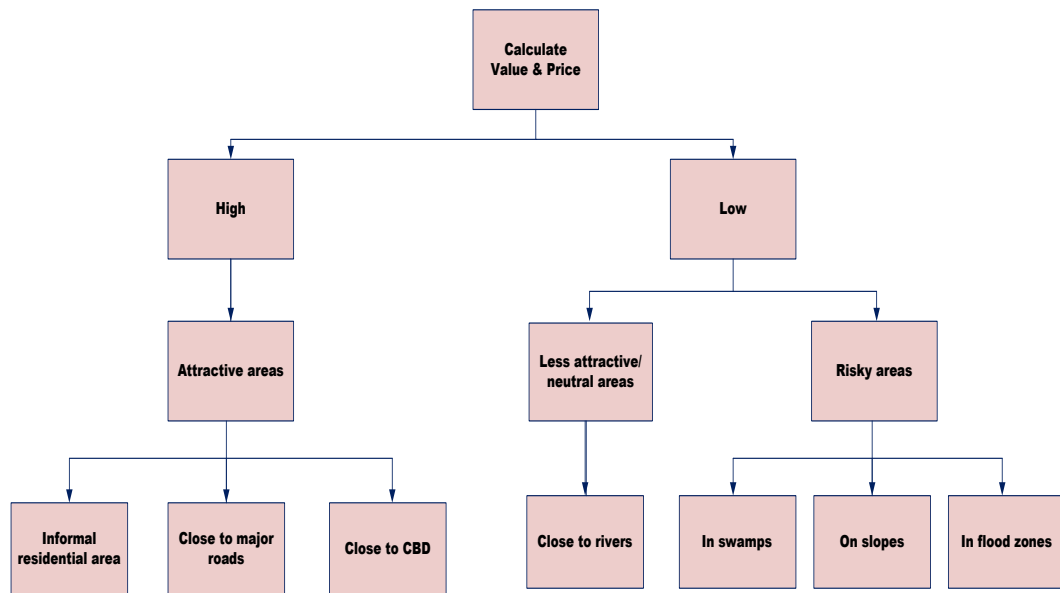 Calculate
Value & Price
High
Low
Attractive areas
Less attractive/
neutral areas
Risky areas
Informal
residential area
Close to major
roads
Close to CBD
Close to rivers
In swamps
On slopes
In flood zones